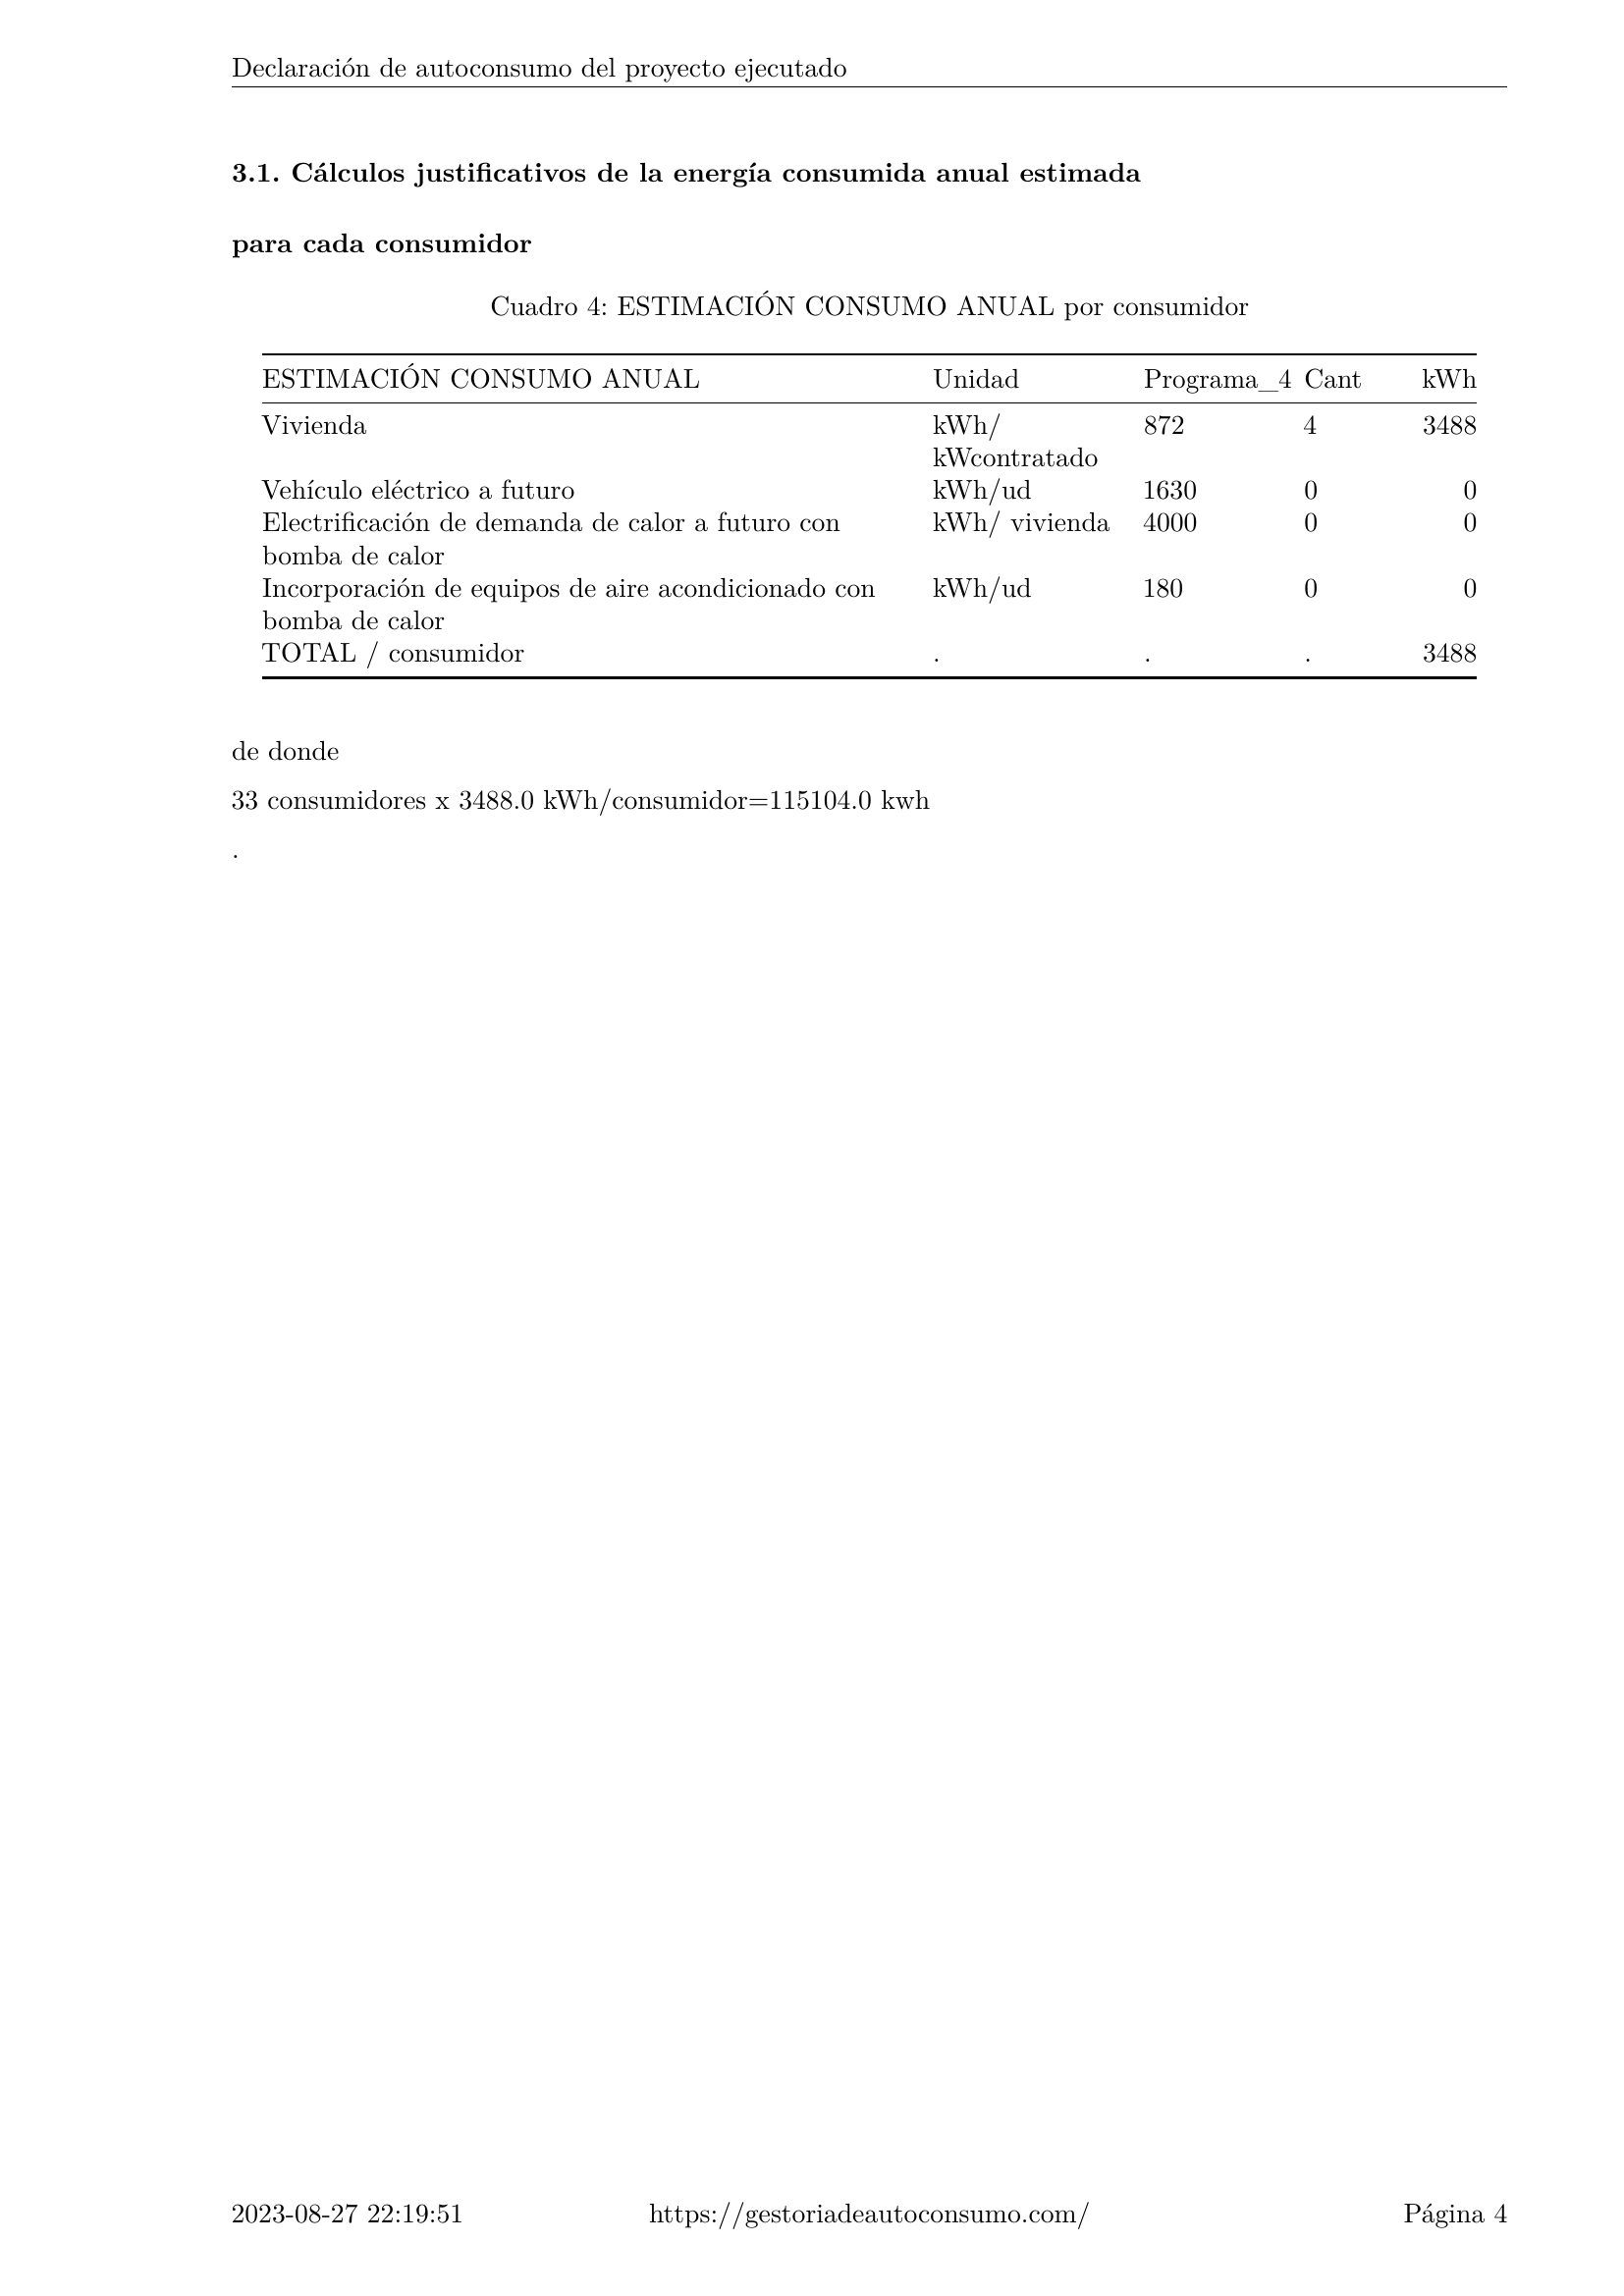 Declaración de autoconsumo del proyecto ejecutado
3.1. Cálculos justificativos de la energía consumida anual estimada
para cada consumidor
Cuadro 4: ESTIMACIÓN CONSUMO ANUAL por consumidor
ESTIMACIÓN CONSUMO ANUAL Unidad Programa_4 Cant kWh
Vivienda kWh/ 872 4 3488
kWcontratado
Vehículo eléctrico a futuro kWh/ud 1630 0 0
Electrificación de demanda de calor a futuro con kWh/ vivienda 4000 0 0
bomba de calor
Incorporación de equipos de aire acondicionado con kWh/ud 180 0 0
bomba de calor
TOTAL / consumidor . . . 3488
de donde
33 consumidores x 3488.0 kWh/consumidor=115104.0 kwh
.
2023-08-27 22:19:51 https://gestoriadeautoconsumo.com/ Página 4